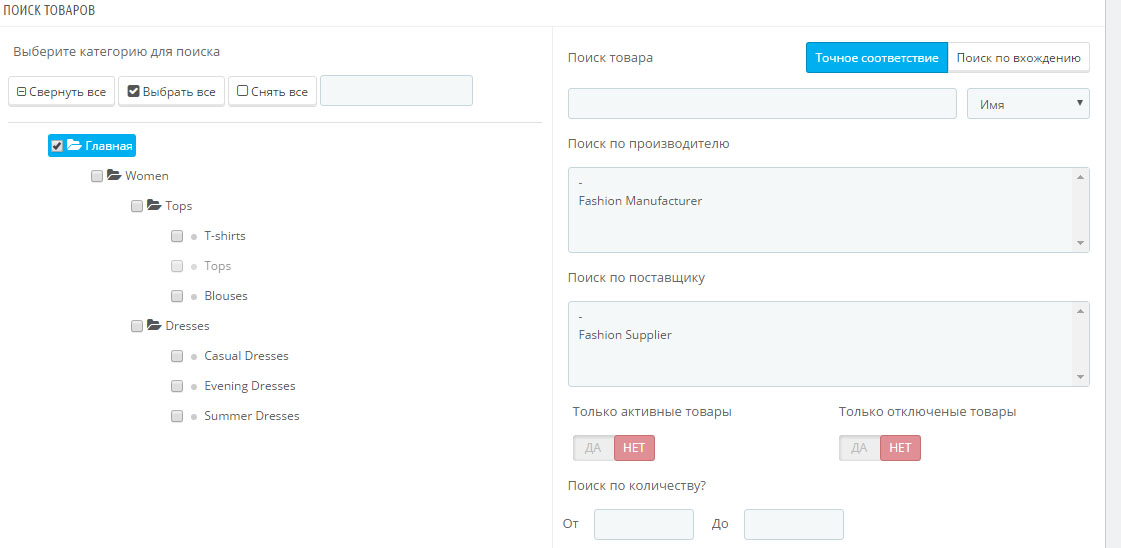 ПОИСК ТОВАРОВ
Выберите категорию для поиска
Свернуть все Выбрать все Снять все
Главная
Women
Tops
T-shirts
Tops
Blouses
Dresses
Casual Dresses
Evening Dresses
Summer Dresses
Поиск товара Точное соответствие Поиск по вхождению
Имя
Поиск по производителю
-
Fashion Manufacturer
Поиск по поставщику
-
Fashion Supplier
Только активные товары Только отключеные товары
ДА НЕТ ДА НЕТ
Поиск по количеству?
От До